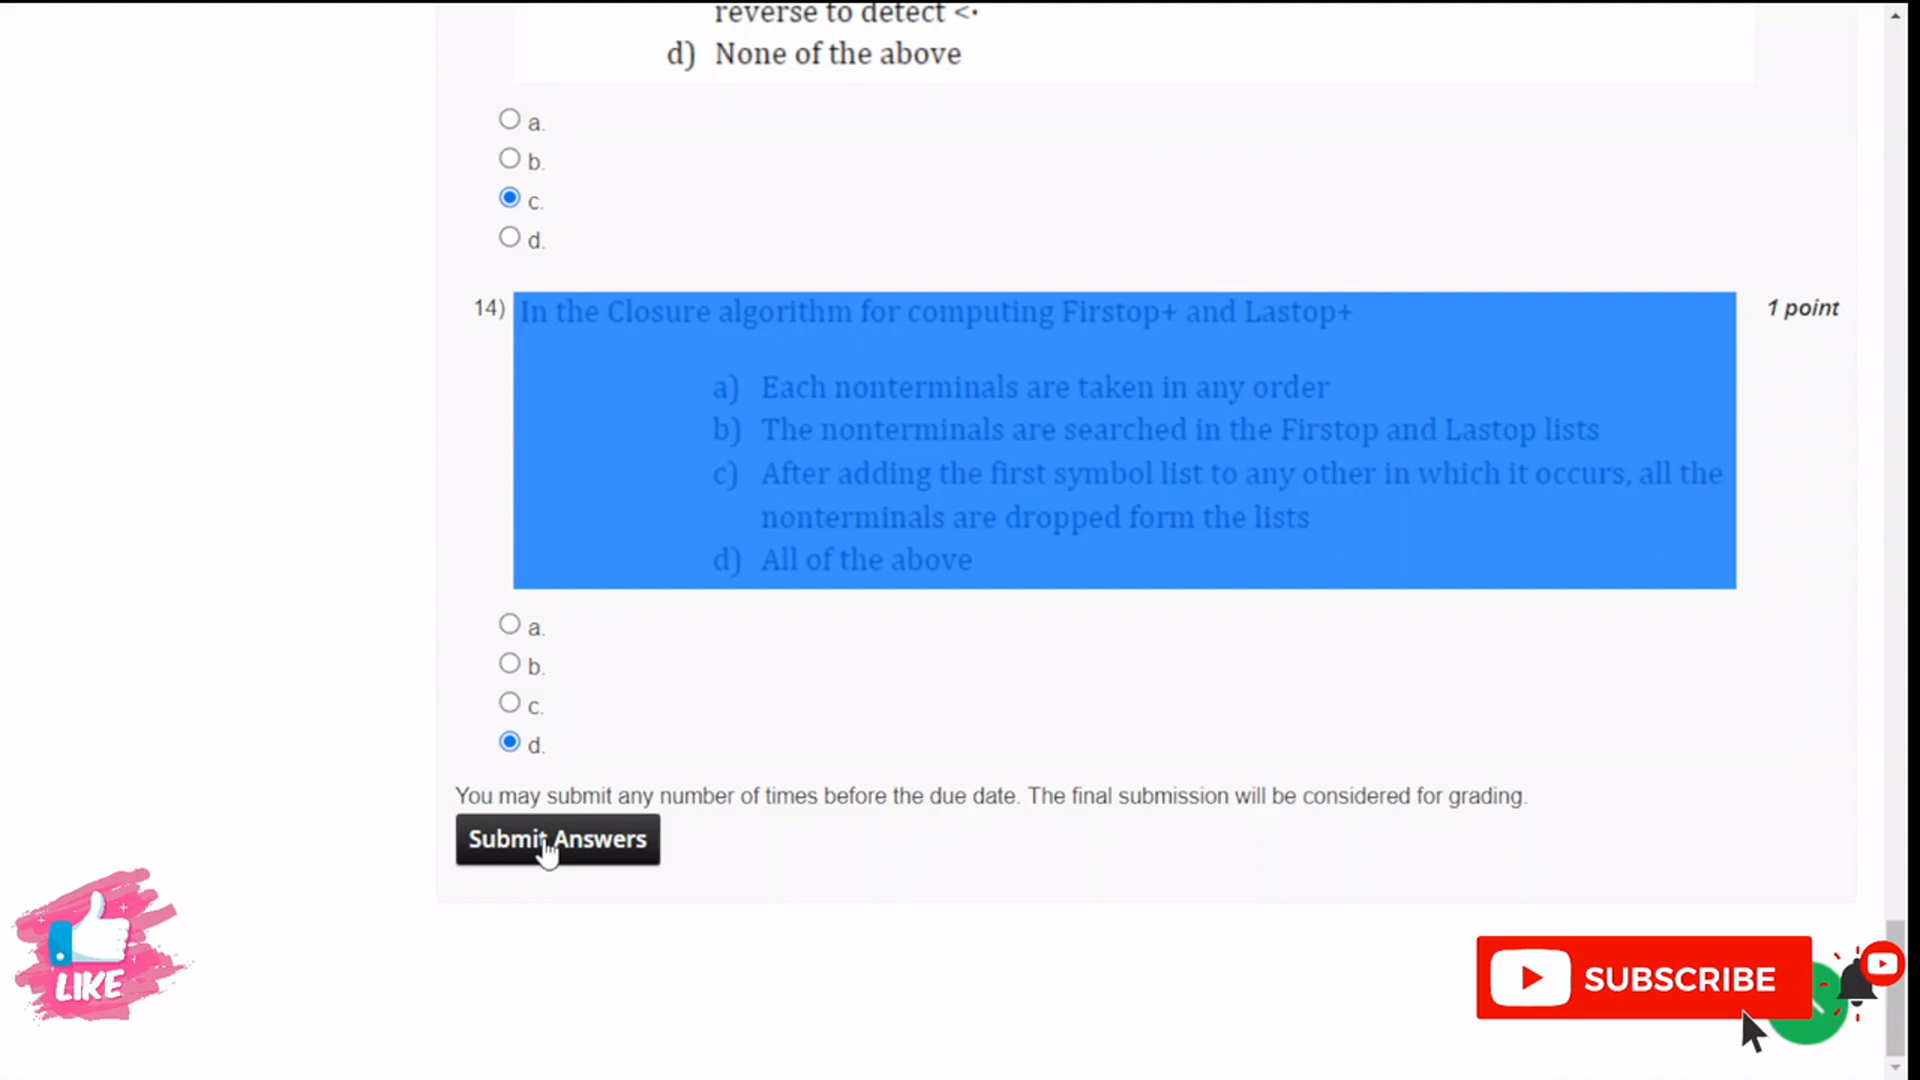 reverse to detect <·
d) None of the above
a.
b.
c.
d.
14) In the Closure algorithm for computing Firstop+ and Lastop+ 1 point
a) Each nonterminals are taken in any order
b) The nonterminals are searched in the Firstop and Lastop lists
c) After adding the first symbol list to any other in which it occurs, all the
nonterminals are dropped form the lists
d) All of the above
a.
b.
c.
d.
You may submit any number of times before the due date. The final submission will be considered for grading.
Submit Answers
LIKE
SUBSCRIBE